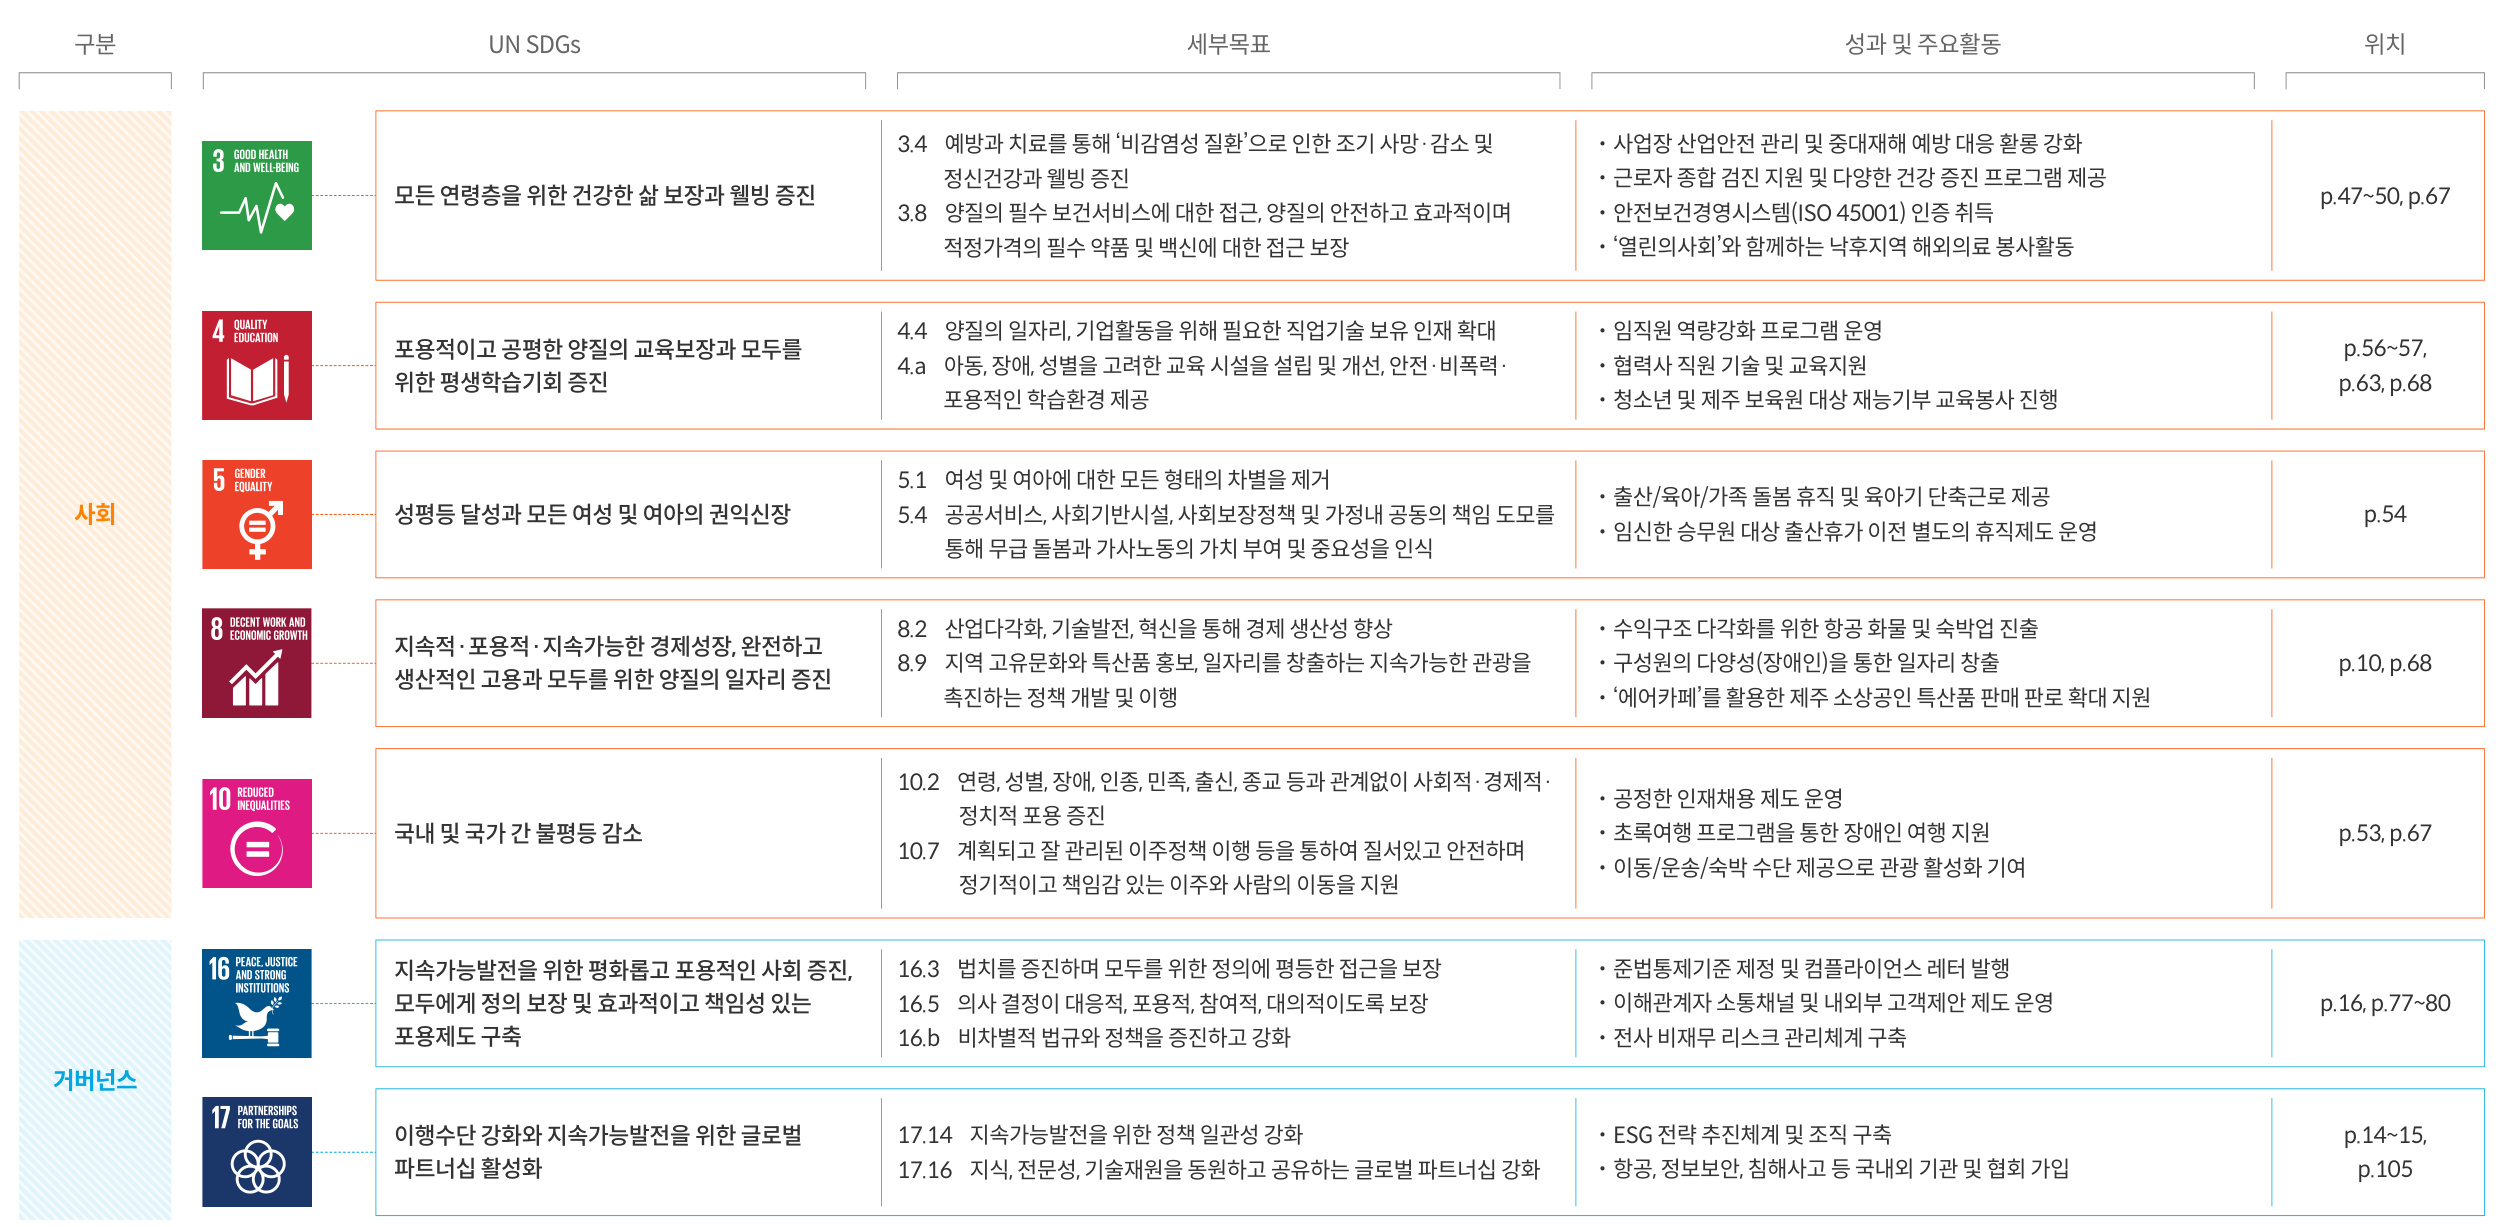 구분
UN SDGs
세부목표
성과 및 주요활동
위치
사회
3 GOOD HEALTH
AND WELL-BEING
모든 연령층을 위한 건강한 삶 보장과 웰빙 증진
3.4 예방과 치료를 통해 ‘비감염성 질환’으로 인한 조기 사망·감소 및
정신건강과 웰빙 증진
3.8 양질의 필수 보건서비스에 대한 접근, 양질의 안전하고 효과적이며
적정가격의 필수 약품 및 백신에 대한 접근 보장
• 사업장 산업안전 관리 및 중대재해 예방 대응 홛롱 강화
• 근로자 종합 검진 지원 및 다양한 건강 증진 프로그램 제공
• 안전보건경영시스템(ISO 45001) 인증 취득
• ‘열린의사회’와 함께하는 낙후지역 해외의료 봉사활동
p.47~50, p.67
4 QUALITY
EDUCATION
포용적이고 공평한 양질의 교육보장과 모두를
위한 평생학습기회 증진
4.4 양질의 일자리, 기업활동을 위해 필요한 직업기술 보유 인재 확대
4.a 아동, 장애, 성별을 고려한 교육 시설을 설립 및 개선, 안전·비폭력·
포용적인 학습환경 제공
• 임직원 역량강화 프로그램 운영
• 협력사 직원 기술 및 교육지원
• 청소년 및 제주 보육원 대상 재능기부 교육봉사 진행
p.56~57,
p.63, p.68
5 GENDER
EQUALITY
성평등 달성과 모든 여성 및 여아의 권익신장
5.1 여성 및 여아에 대한 모든 형태의 차별을 제거
5.4 공공서비스, 사회기반시설, 사회보장정책 및 가정내 공동의 책임 도모를
통해 무급 돌봄과 가사노동의 가치 부여 및 중요성을 인식
• 출산/육아/가족 돌봄 휴직 및 육아기 단축근로 제공
• 임신한 승무원 대상 출산휴가 이전 별도의 휴직제도 운영
p.54
8 DECENT WORK AND
ECONOMIC GROWTH
지속적·포용적·지속가능한 경제성장, 완전하고
생산적인 고용과 모두를 위한 양질의 일자리 증진
8.2 산업다각화, 기술발전, 혁신을 통해 경제 생산성 향상
8.9 지역 고유문화와 특산품 홍보, 일자리를 창출하는 지속가능한 관광을
촉진하는 정책 개발 및 이행
• 수익구조 다각화를 위한 항공 화물 및 숙박업 진출
• 구성원의 다양성(장애인)을 통한 일자리 창출
• ‘에어카페’를 활용한 제주 소상공인 특산품 판매 판로 확대 지원
p.10, p.68
10 REDUCED
INEQUALITIES
국내 및 국가 간 불평등 감소
10.2 연령, 성별, 장애, 인종, 민족, 출신, 종교 등과 관계없이 사회적·경제적·
정치적 포용 증진
10.7 계획되고 잘 관리된 이주정책 이행 등을 통하여 질서있고 안전하며
정기적이고 책임감 있는 이주와 사람의 이동을 지원
• 공정한 인재채용 제도 운영
• 초록여행 프로그램을 통한 장애인 여행 지원
• 이동/운송/숙박 수단 제공으로 관광 활성화 기여
p.53, p.67
거버넌스
16 PEACE, JUSTICE
AND STRONG
INSTITUTIONS
지속가능발전을 위한 평화롭고 포용적인 사회 증진,
모두에게 정의 보장 및 효과적이고 책임성 있는
포용제도 구축
16.3 법치를 증진하며 모두를 위한 정의에 평등한 접근을 보장
16.5 의사 결정이 대응적, 포용적, 참여적, 대의적이도록 보장
16.b 비차별적 법규와 정책을 증진하고 강화
• 준법통제기준 제정 및 컴플라이언스 레터 발행
• 이해관계자 소통채널 및 내외부 고객제안 제도 운영
• 전사 비재무 리스크 관리체계 구축
p.16, p.77~80
17 PARTNERSHIPS
FOR THE GOALS
이행수단 강화와 지속가능발전을 위한 글로벌
파트너십 활성화
17.14 지속가능발전을 위한 정책 일관성 강화
17.16 지식, 전문성, 기술재원을 동원하고 공유하는 글로벌 파트너십 강화
• ESG 전략 추진체계 및 조직 구축
• 항공, 정보보안, 침해사고 등 국내외 기관 및 협회 가입
p.14~15,
p.105